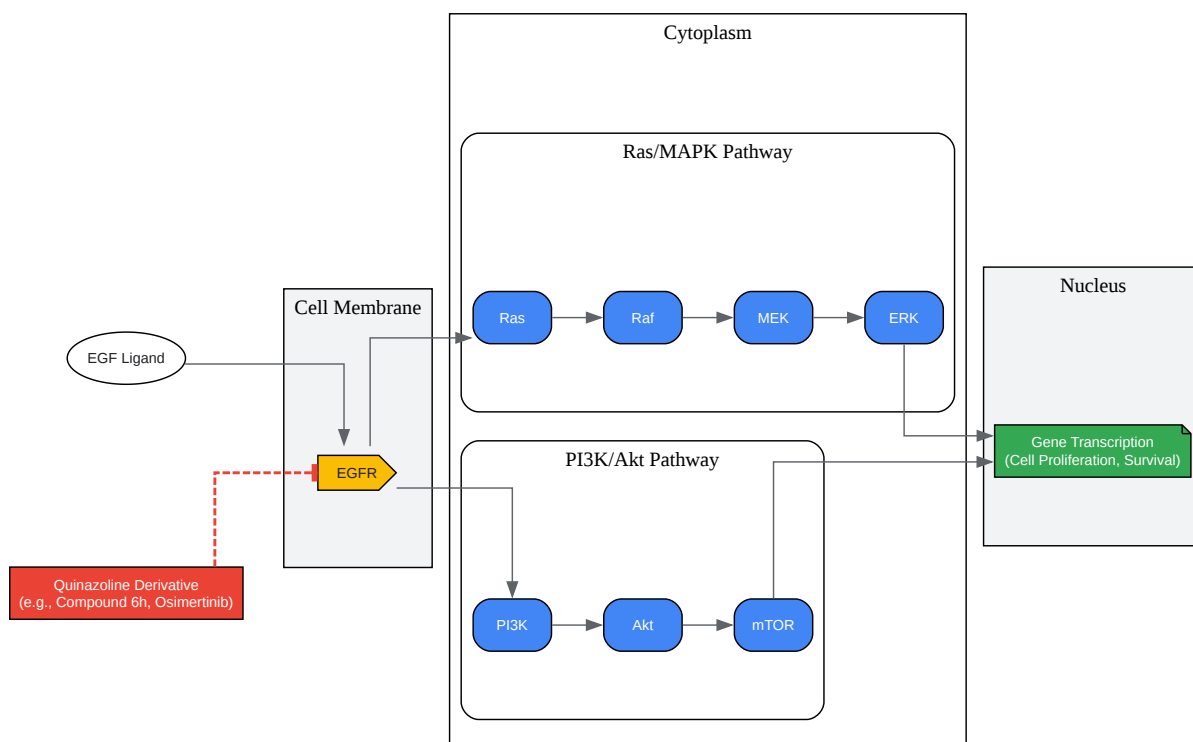 Cytoplasm
Ras/MAPK Pathway
Ras
Raf
MEK
ERK
Cell Membrane
EGF Ligand
EGFR
Quinazoline Derivative
(e.g., Compound 6h, Osimertinib)
PI3K/Akt Pathway
PI3K
Akt
mTOR
Nucleus
Gene Transcription
(Cell Proliferation, Survival)